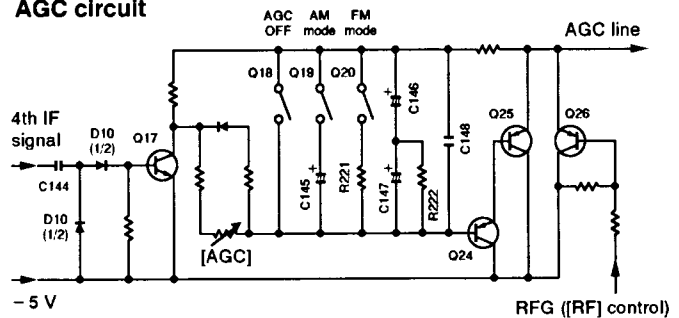 AGC circuit
AGC OFF
AM mode
FM mode
AGC line
Q18
Q19
Q20
4th IF signal
D10 (1/2)
Q17
C146
C148
Q25
Q26
C144
D10 (1/2)
C145
R221
C147
R222
[AGC]
Q24
– 5 V
RFG ([RF] control)